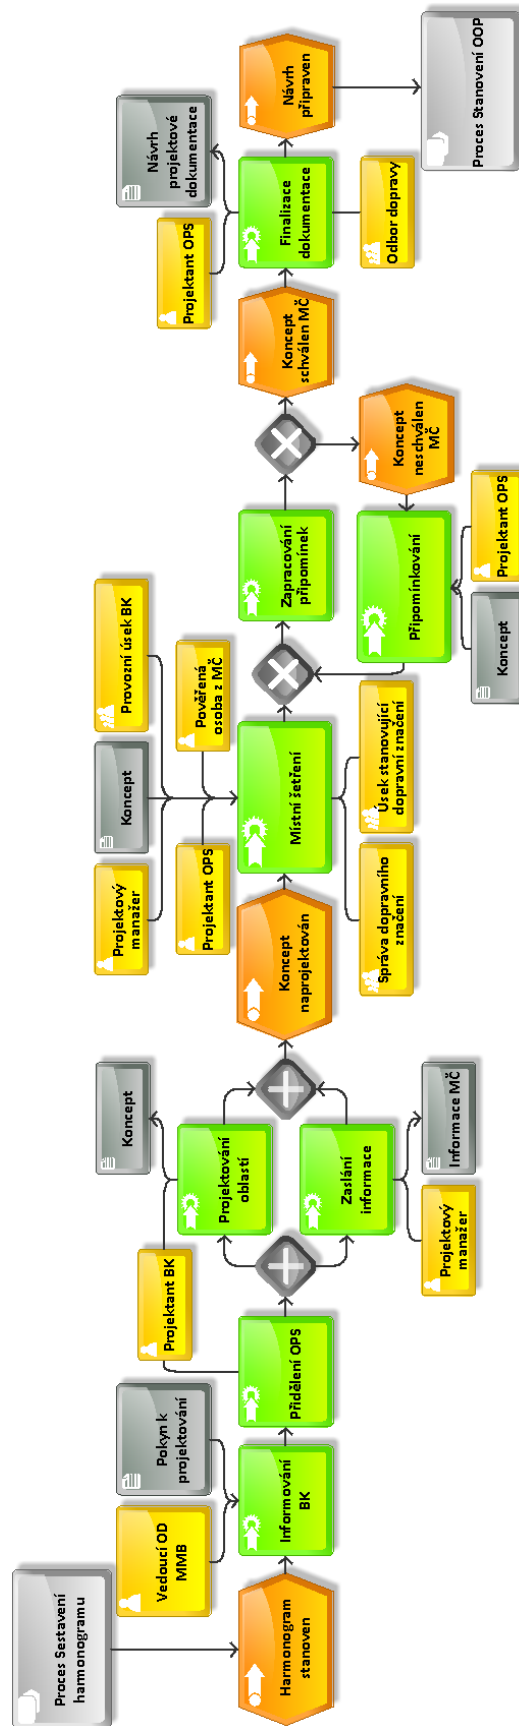 Proces Sestavení
harmonogramu
Harmonogram
stanoven
Vedoucí OD
MMB
Pokyn k
projektování
Informování
BK
Přidělení OPS
Projektant BK
Koncept
Projektování
oblastí
Zaslání
informace
Projektový
manažer
Informace MČ
Koncept
naprojektován
Projektový
manažer
Koncept
Provozní úsek BK
Projektant OPS
Pověřená
osoba z MČ
Místní šetření
Správa dopravního
značení
Úsek stanovující
dopravní značení
Zapracování
připomínek
Připomínkování
Koncept
Projektant OPS
Koncept
neschválen
MČ
Koncept
schválen MČ
Projektant OPS
Návrh
projektové
dokumentace
Finalizace
dokumentace
Odbor dopravy
Návrh
připraven
Proces Stanovení OOP